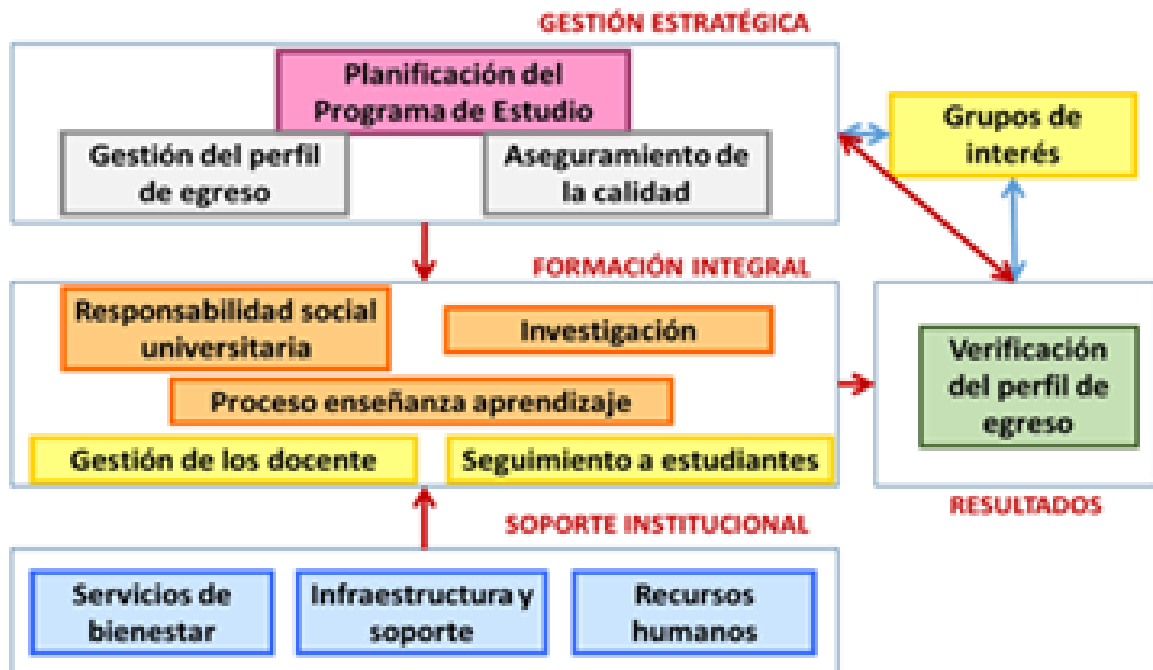 GESTIÓN ESTRATÉGICA
Planificación del
Programa de Estudio
Gestión del perfil
de egreso
Aseguramiento de
la calidad
Grupos de
interés
FORMACIÓN INTEGRAL
Responsabilidad social
universitaria
Investigación
Proceso enseñanza aprendizaje
Gestión de los docente
Seguimiento a estudiantes
Verificación
del perfil de
egreso
RESULTADOS
SOPORTE INSTITUCIONAL
Servicios de
bienestar
Infraestructura y
soporte
Recursos
humanos